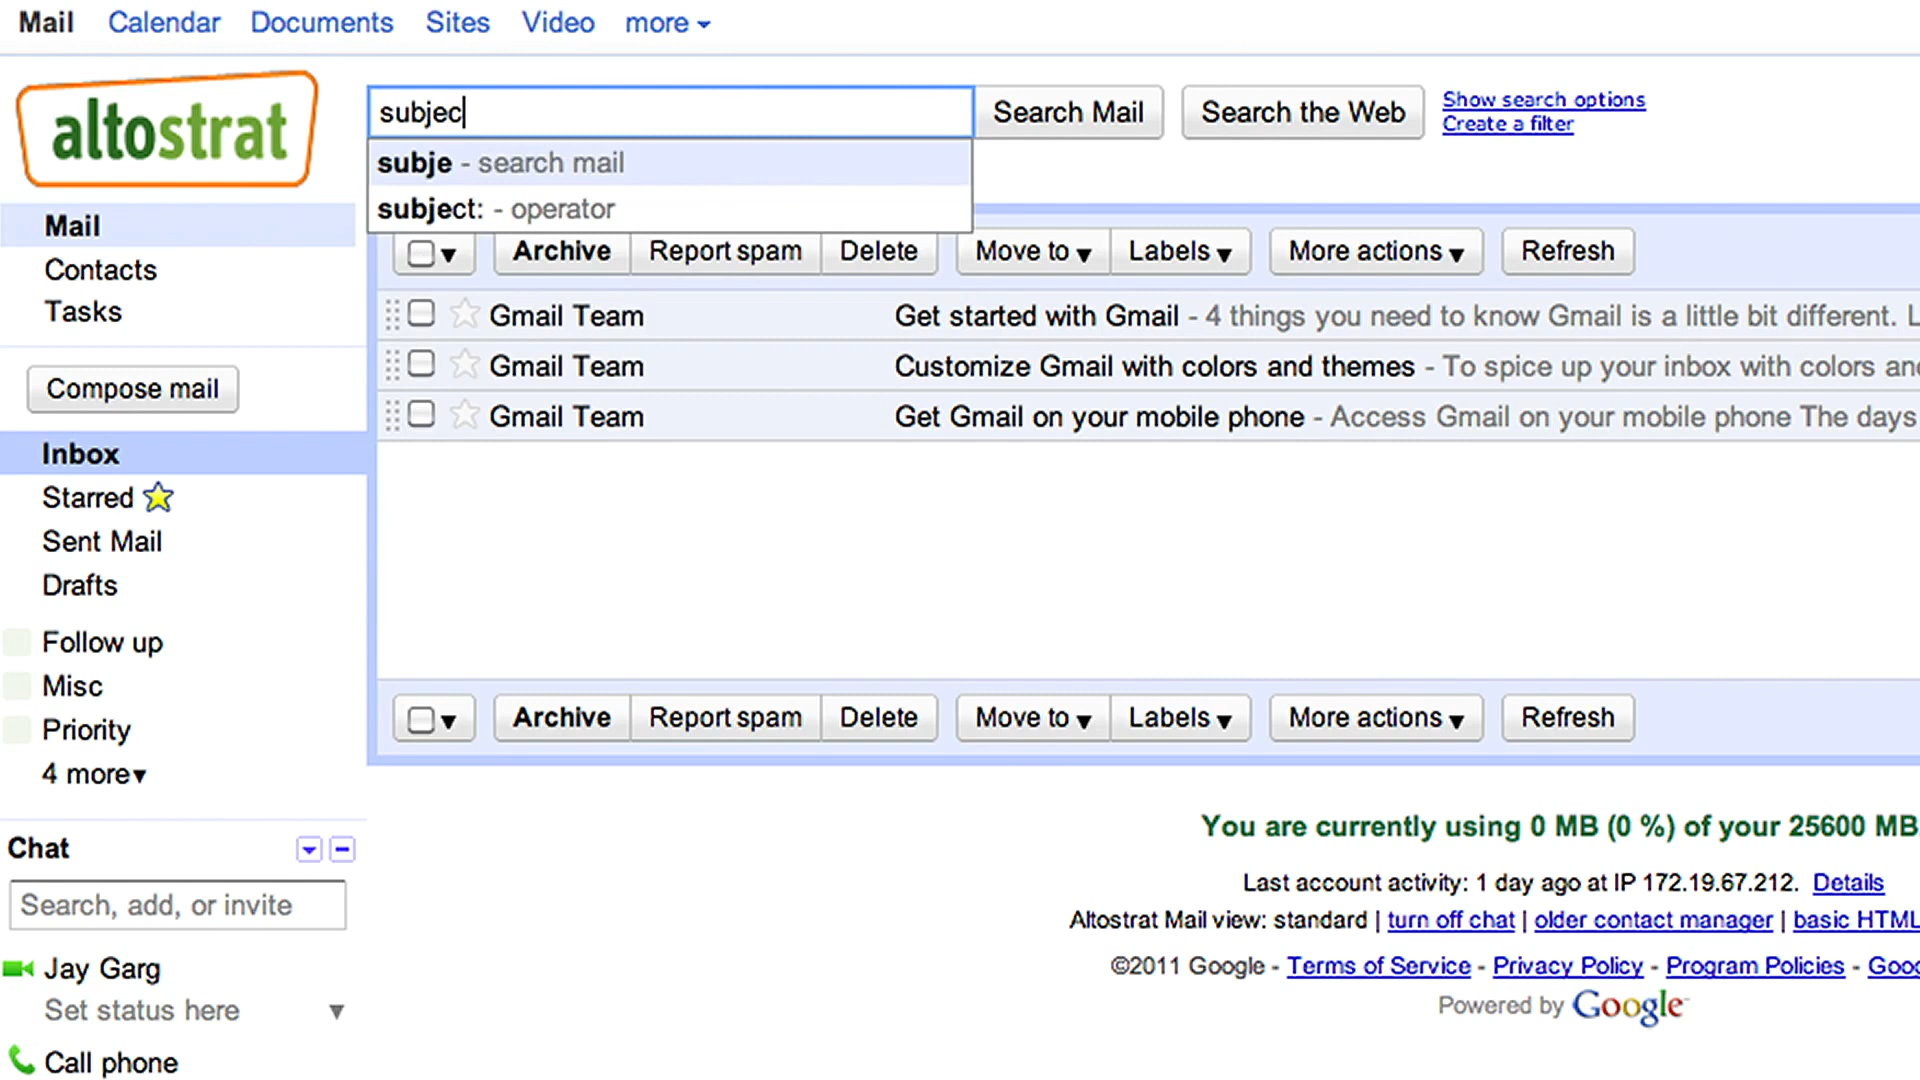 Mail Calendar Documents Sites Video more
altostrat
subjec Search Mail Search the Web Show search options
Create a filter
subje - search mail
subject: - operator
Mail
Contacts
Tasks
Compose mail
Inbox
Starred
Sent Mail
Drafts
Follow up
Misc
Priority
4 more
Chat
Search, add, or invite
Jay Garg
Set status here
Call phone
Archive Report spam Delete Move to Labels More actions Refresh
Gmail Team Get started with Gmail - 4 things you need to know Gmail is a little bit different. L
Gmail Team Customize Gmail with colors and themes - To spice up your inbox with colors and
Gmail Team Get Gmail on your mobile phone - Access Gmail on your mobile phone The days
Archive Report spam Delete Move to Labels More actions Refresh
You are currently using 0 MB (0 %) of your 25600 MB
Last account activity: 1 day ago at IP 172.19.67.212. Details
Altostrat Mail view: standard | turn off chat | older contact manager | basic HTML
©2011 Google - Terms of Service - Privacy Policy - Program Policies - Goo
Powered by Google